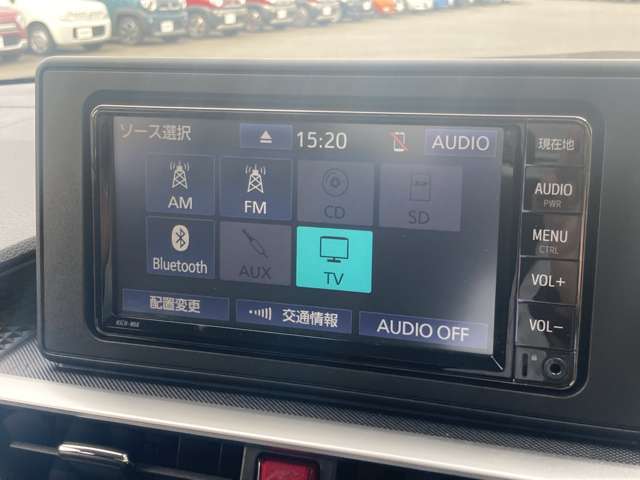 ソース選択 15:20 AUDIO
AM FM CD SD
Bluetooth AUX TV
配置変更 交通情報 AUDIO OFF
現在地
AUDIO
PWR
MENU
CTRL
VOL+
VOL−